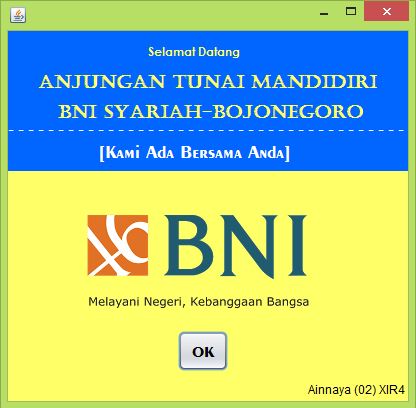 Selamat Datang
ANJUNGAN TUNAI MANDIDIRI
BNI SYARIAH-BOJONEGORO
[Kami Ada Bersama Anda]
BNI
Melayani Negeri, Kebanggaan Bangsa
OK
Ainnaya (02) XIR4